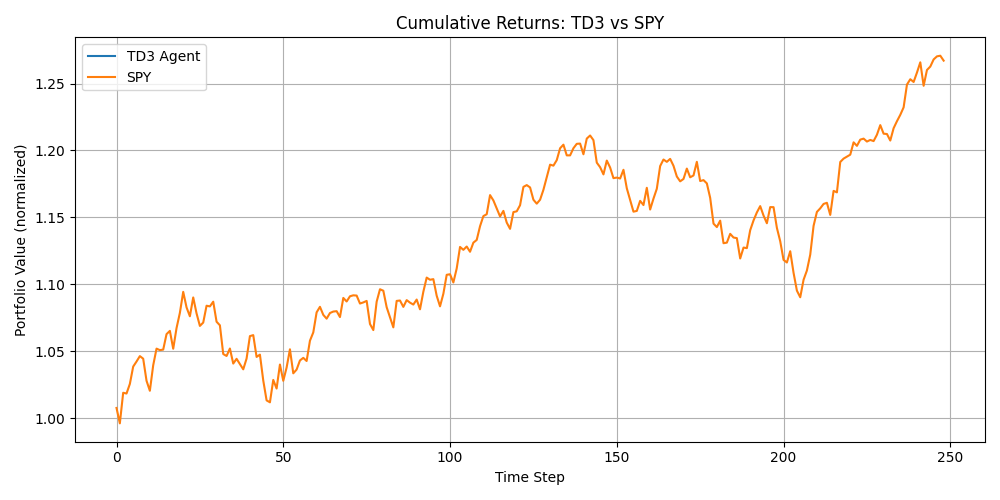 Cumulative Returns: TD3 vs SPY
TD3 Agent
SPY
Portfolio Value (normalized)
1.25
1.20
1.15
1.10
1.05
1.00
0
50
100
150
200
250
Time Step